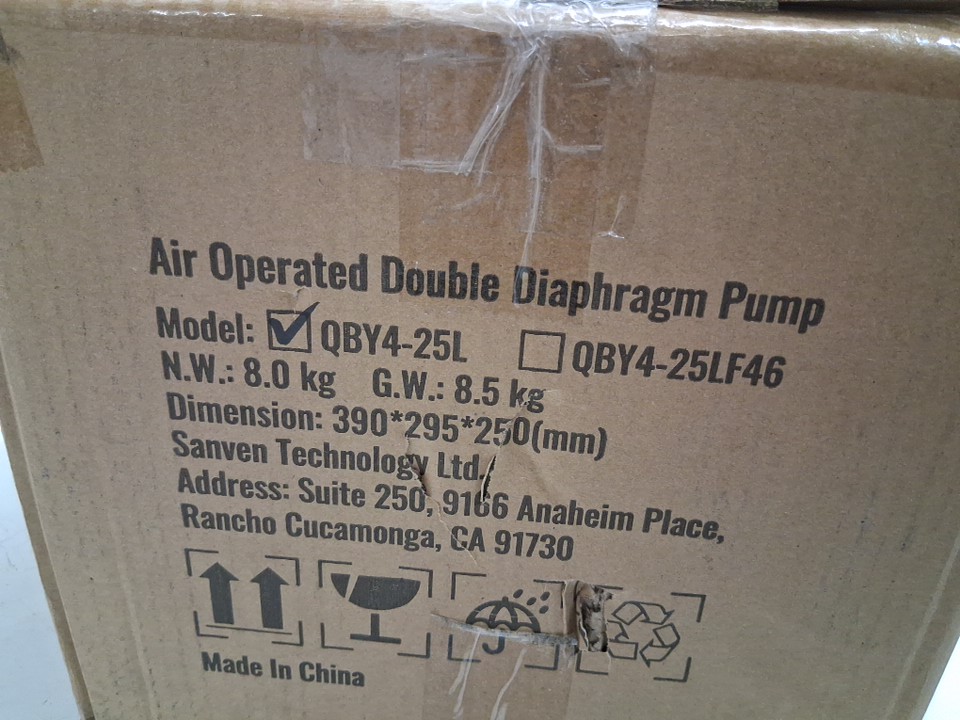 Air Operated Double Diaphragm Pump
Model: ☑ QBY4-25L ☐ QBY4-25LF46
N.W.: 8.0 kg G.W.: 8.5 kg
Dimension: 390*295*250(mm)
Sanven Technology Ltd.
Address: Suite 250, 9166 Anaheim Place,
Rancho Cucamonga, CA 91730
Made In China